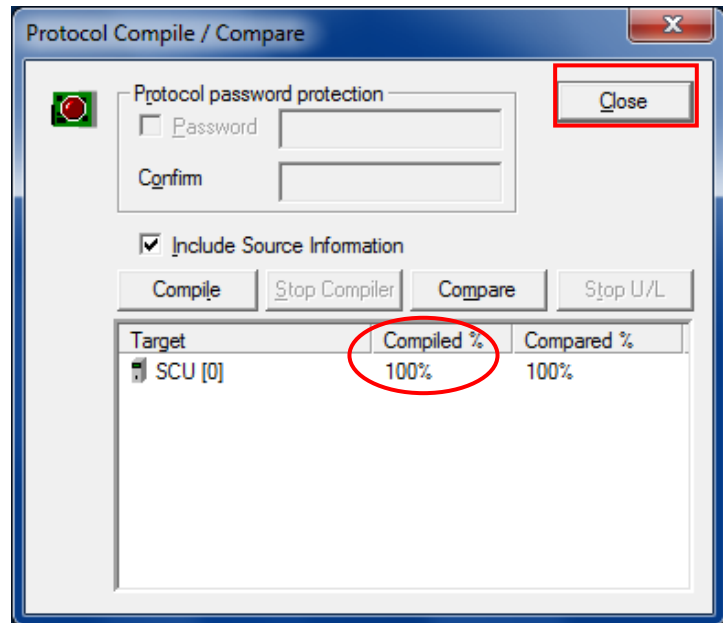 Protocol Compile / Compare
Protocol password protection
Close
Password
Confirm
Include Source Information
Compile
Stop Compiler
Compare
Stop U/L
Target
Compiled %
Compared %
SCU [0]
100%
100%